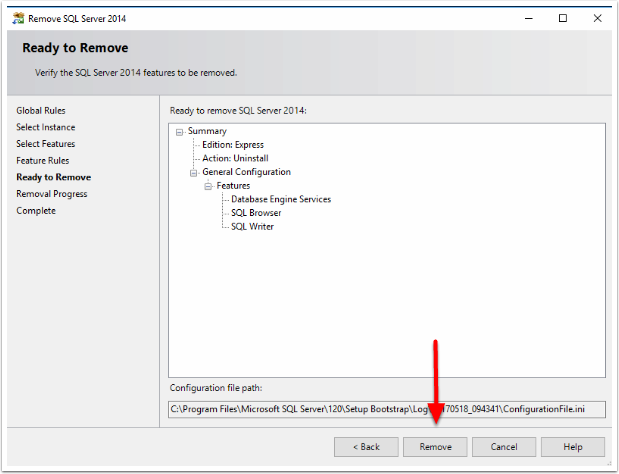 Remove SQL Server 2014
Ready to Remove
Verify the SQL Server 2014 features to be removed.
Global Rules
Select Instance
Select Features
Feature Rules
Ready to Remove
Removal Progress
Complete
Ready to remove SQL Server 2014:
Summary
Edition: Express
Action: Uninstall
General Configuration
Features
Database Engine Services
SQL Browser
SQL Writer
Configuration file path:
C:\Program Files\Microsoft SQL Server\120\Setup Bootstrap\Log 170518_094341\ConfigurationFile.ini
< Back
Remove
Cancel
Help